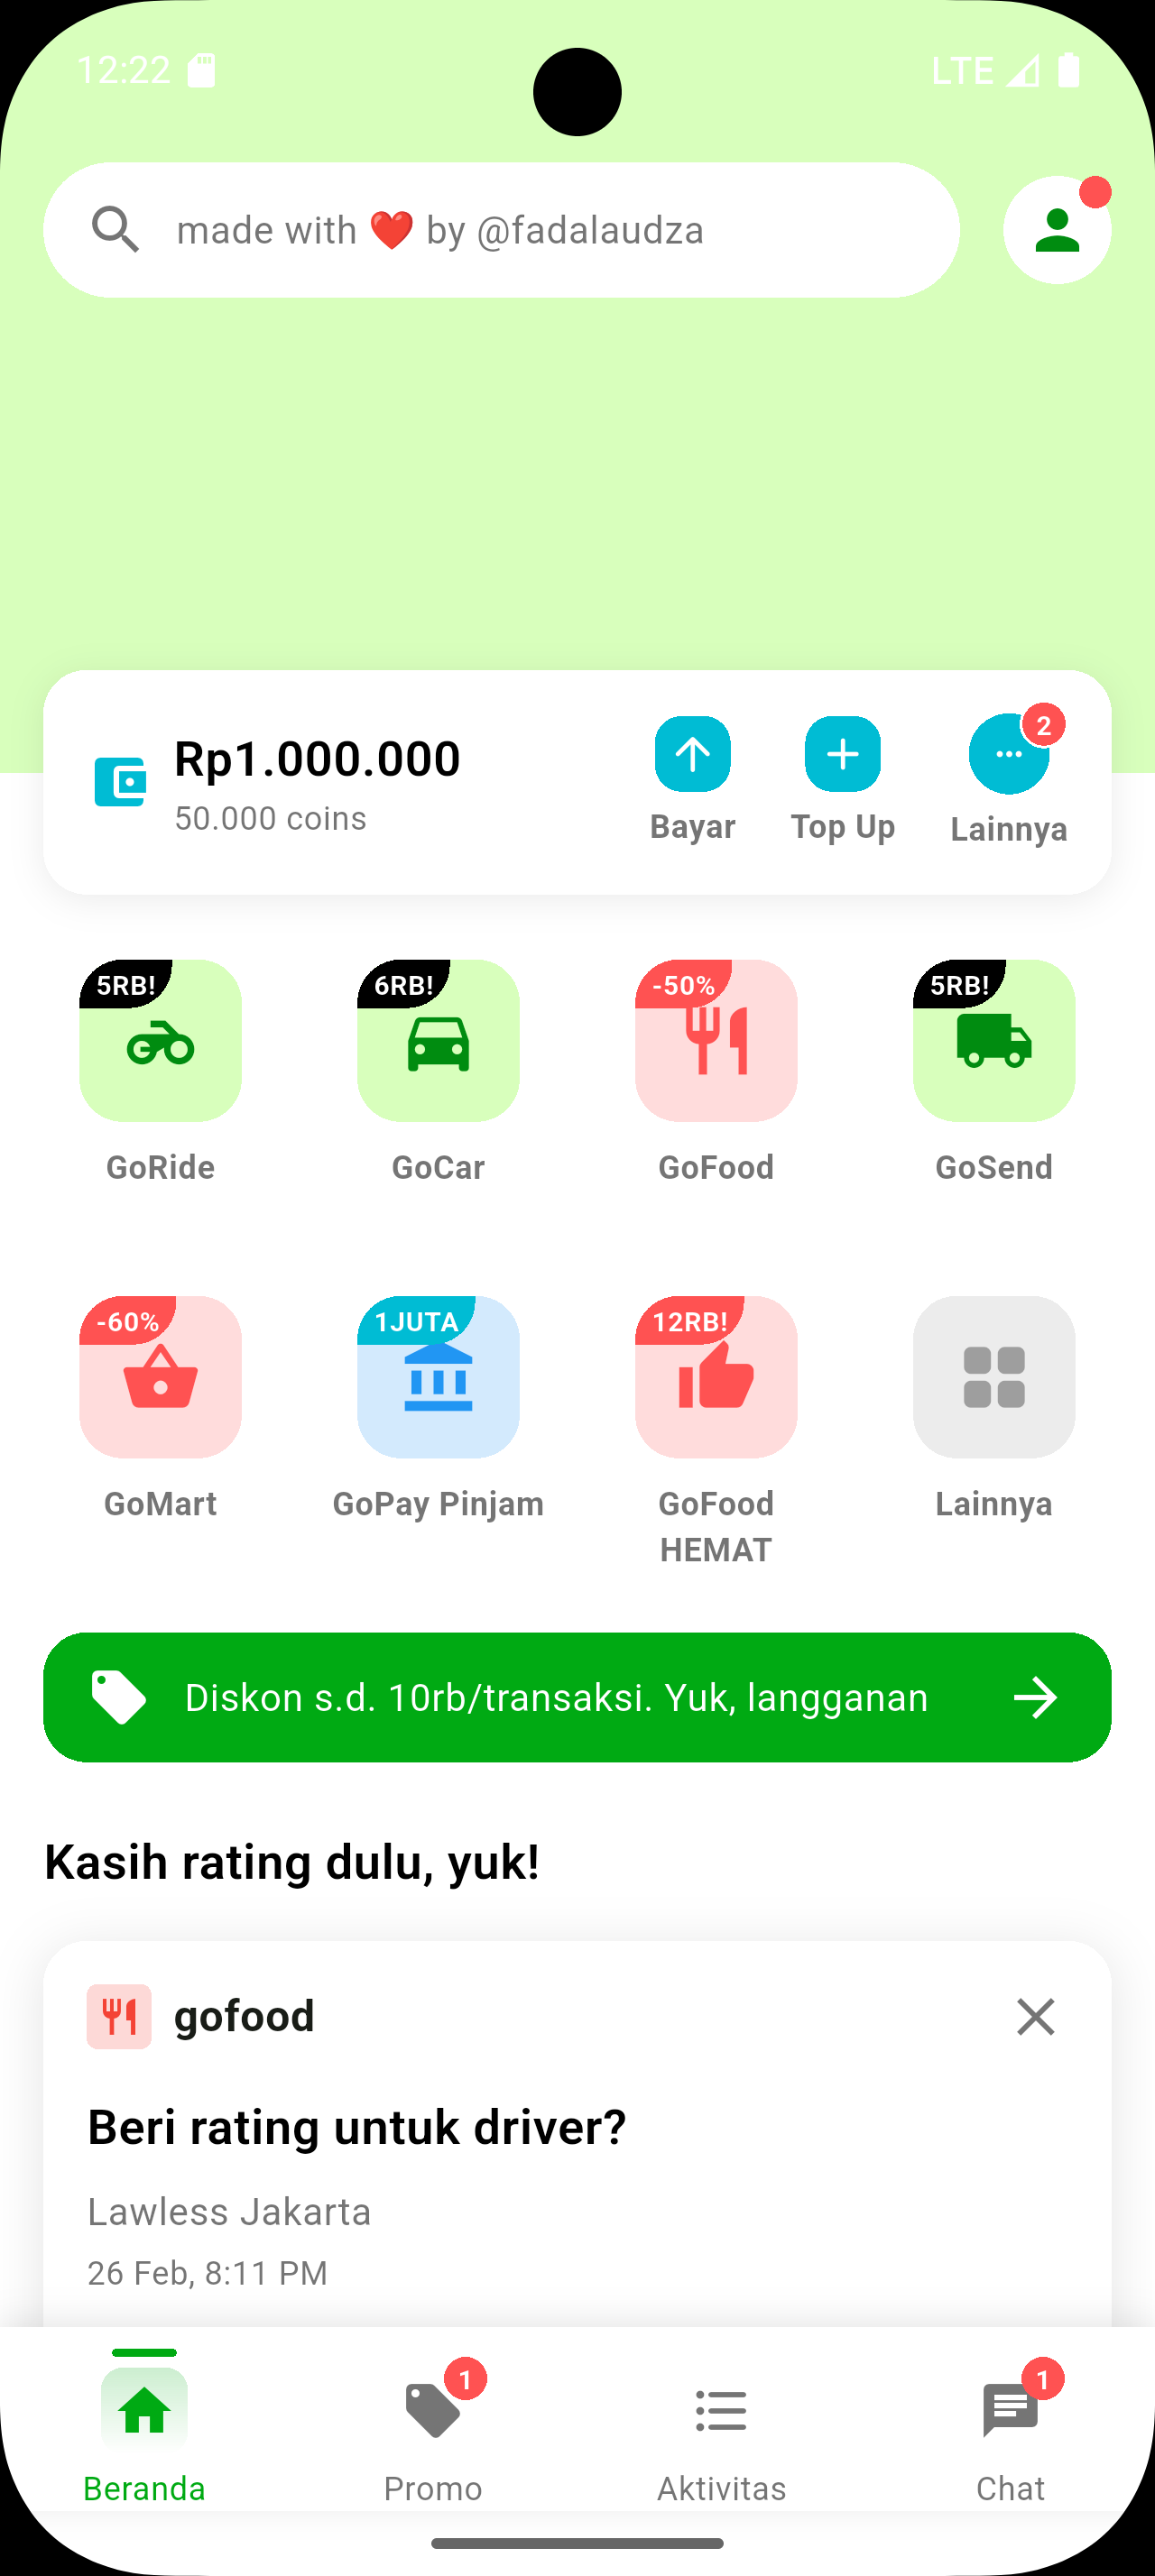 12:22
LTE
made with ❤️ by @fadalaudza
Rp1.000.000
50.000 coins
Bayar
Top Up
2
Lainnya
5RB!
6RB!
-50%
5RB!
GoRide
GoCar
GoFood
GoSend
-60%
1JUTA
12RB!
GoMart
GoPay Pinjam
GoFood
HEMAT
Lainnya
Diskon s.d. 10rb/transaksi. Yuk, langganan
Kasih rating dulu, yuk!
gofood
Beri rating untuk driver?
Lawless Jakarta
26 Feb, 8:11 PM
1
1
Beranda
Promo
Aktivitas
Chat